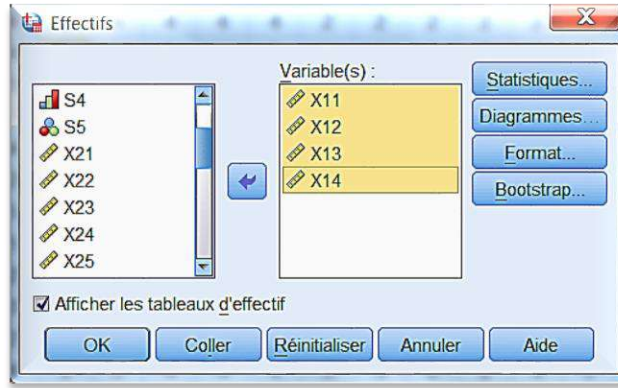 Effectifs
Variable(s) :
S4
S5
X21
X22
X23
X24
X25
X11
X12
X13
X14
Statistiques...
Diagrammes...
Format...
Bootstrap...
Afficher les tableaux d'effectif
OK
Coller
Réinitialiser
Annuler
Aide